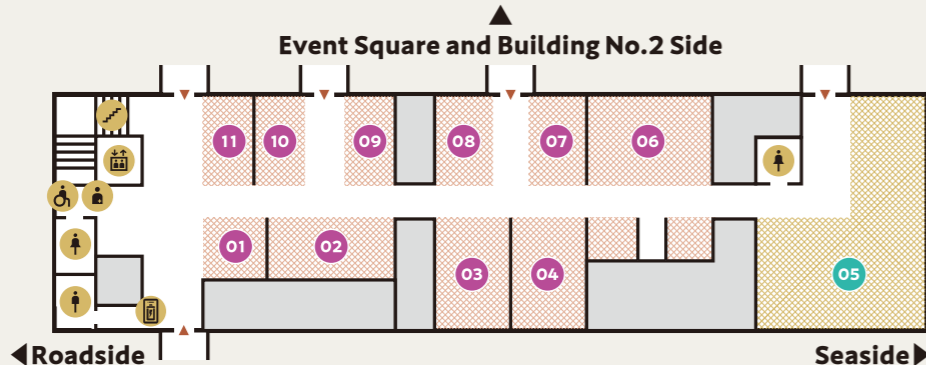 Event Square and Building No.2 Side
11 10 09 08 07 06
01 02 03 04 05
Roadside Seaside